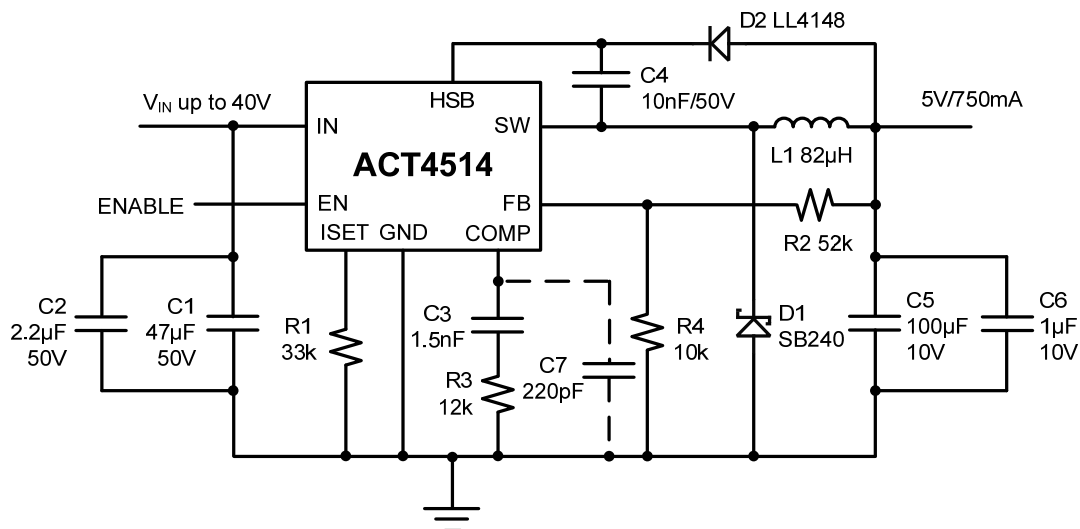 D2 LL4148
C4
10nF/50V
HSB
VIN up to 40V
IN
SW
5V/750mA
ACT4514
L1 82µH
ENABLE
EN
FB
ISET GND COMP
R2 52k
C2
2.2µF
50V
C1
47µF
50V
R1
33k
C3
1.5nF
R3
12k
C7
220pF
R4
10k
D1
SB240
C5
100µF
10V
C6
1µF
10V